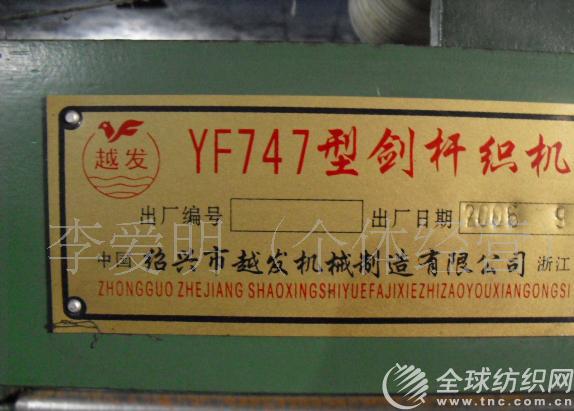 越发
YF747型剑杆织机
出厂编号 出厂日期 2006 9
李爱明（个体经营）
中国 绍兴市越发机械制造有限公司 浙江
ZHONGGUO ZHEJIANG SHAOXINGSHIYUEFAJIXIEZHIZAOYOUXIANGONGSI
全球纺织网
www.tnc.com.cn